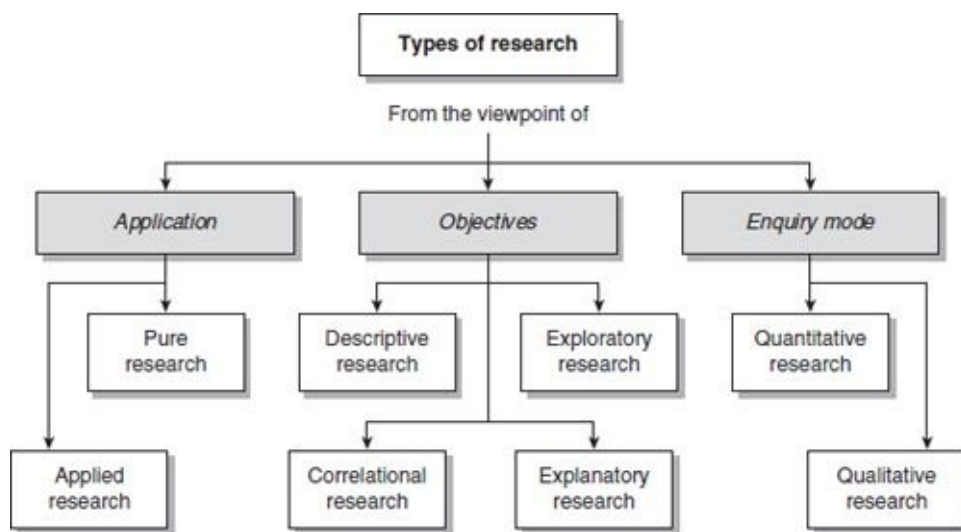 Types of research
From the viewpoint of
Application
Objectives
Enquiry mode
Pure
research
Descriptive
research
Exploratory
research
Quantitative
research
Applied
research
Correlational
research
Explanatory
research
Qualitative
research